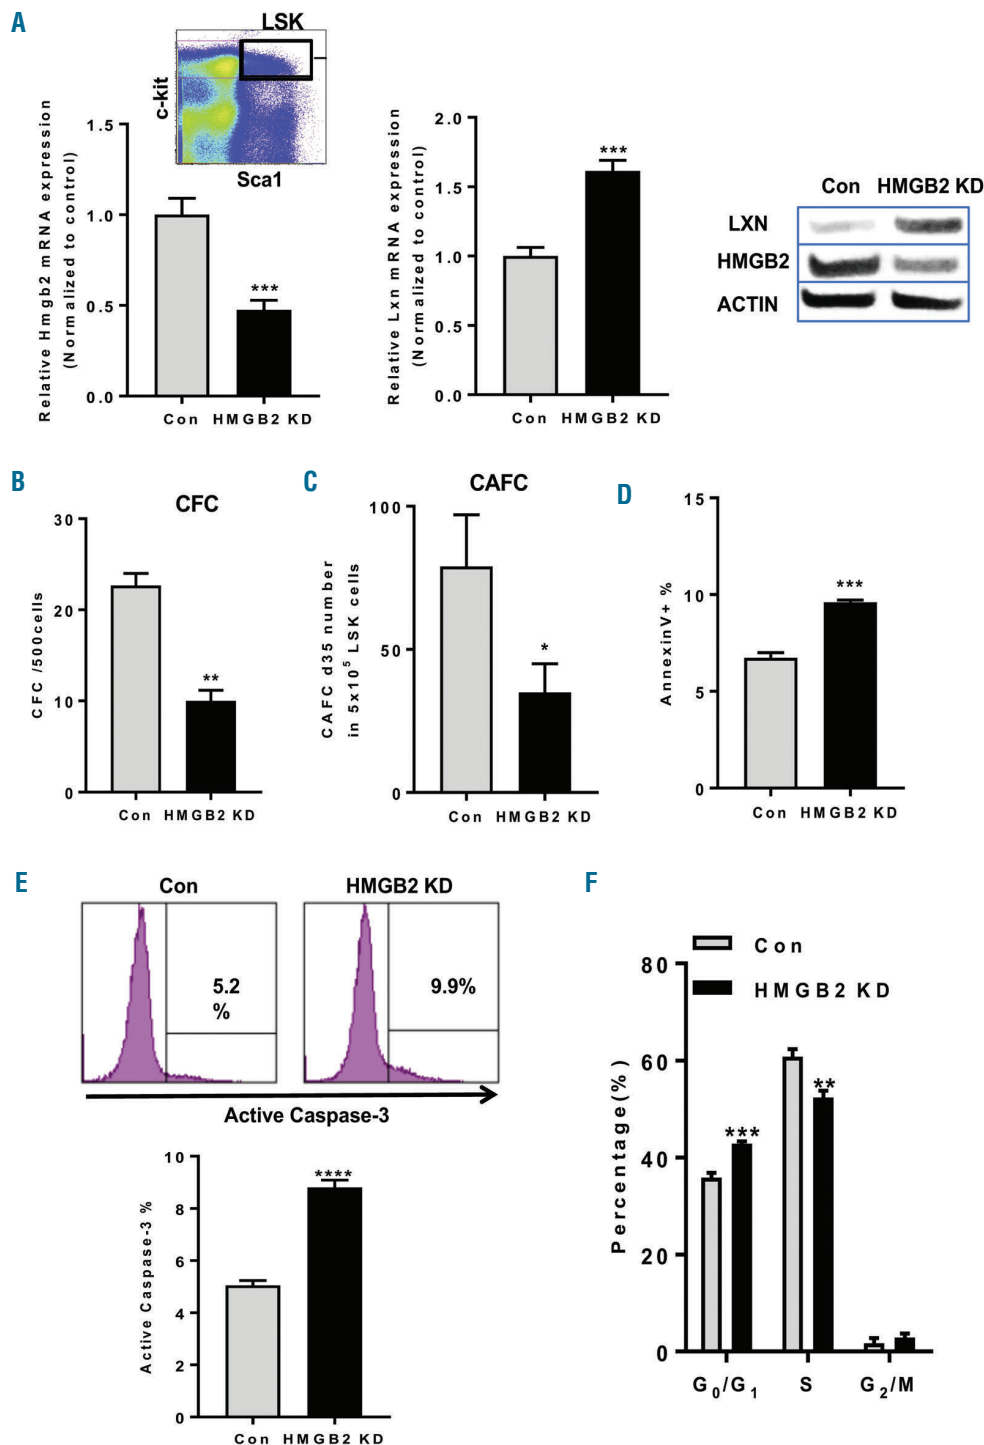 A
LSK
c-kit
Sca1
Relative Hmgb2 mRNA expression
(Normalized to control)
1.5
1.0
0.5
0.0
***
Con HMGB2 KD
Relative Lxn mRNA expression
(Normalized to control)
2.0
1.5
1.0
0.5
0.0
***
Con HMGB2 KD
Con HMGB2 KD
LXN
HMGB2
ACTIN
B
CFC
CFC /500cells
30
20
10
0
**
Con HMGB2 KD
C
CAFC
CAFC d35 number
in 5x10⁵ LSK cells
100
50
0
*
Con HMGB2 KD
D
AnnexinV+ %
15
10
5
0
***
Con HMGB2 KD
E
Con
HMGB2 KD
5.2
%
9.9%
Active Caspase-3
Active Caspase-3 %
10
8
6
4
2
0
****
Con HMGB2 KD
F
Con
HMGB2 KD
Percentage(%)
80
60
40
20
0
***
**
G₀/G₁ S G₂/M